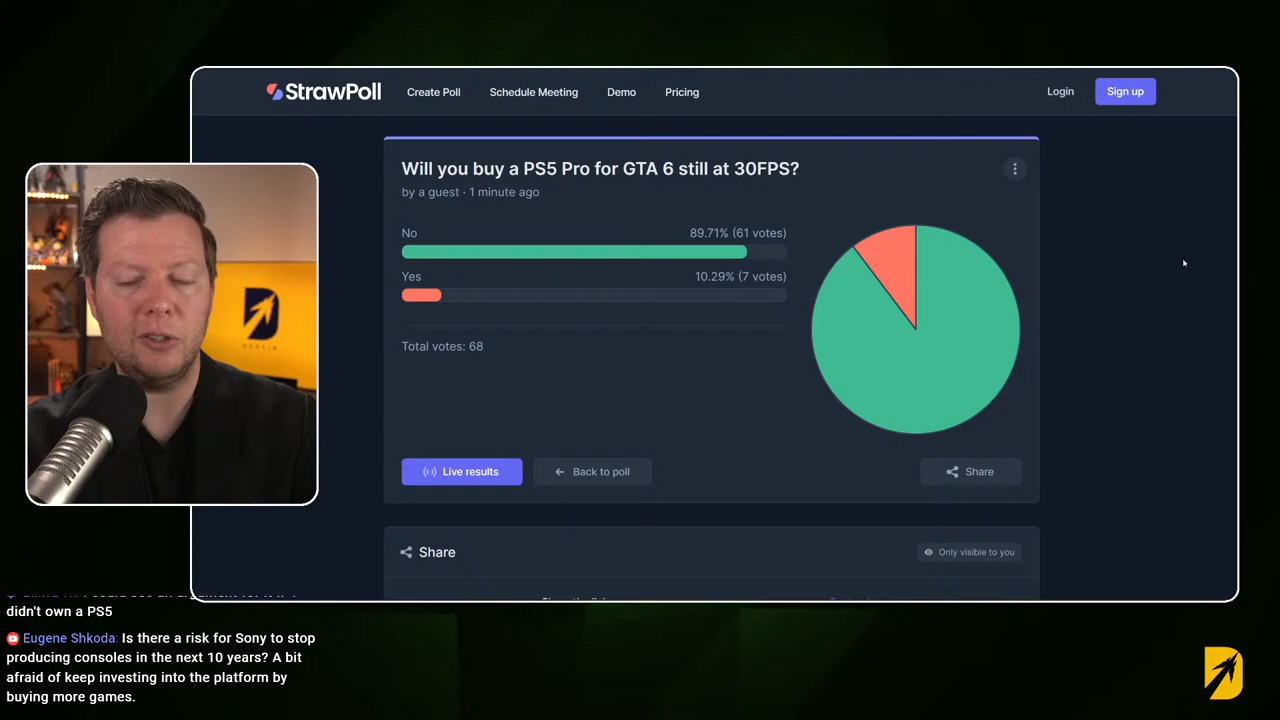 StrawPoll
Create Poll
Schedule Meeting
Demo
Pricing
Login
Sign up
Will you buy a PS5 Pro for GTA 6 still at 30FPS?
by a guest · 1 minute ago
No
89.71% (61 votes)
Yes
10.29% (7 votes)
Total votes: 68
Live results
Back to poll
Share
Share
Only visible to you
didn't own a PS5
Eugene Shkoda: Is there a risk for Sony to stop
producing consoles in the next 10 years? A bit
afraid of keep investing into the platform by
buying more games.